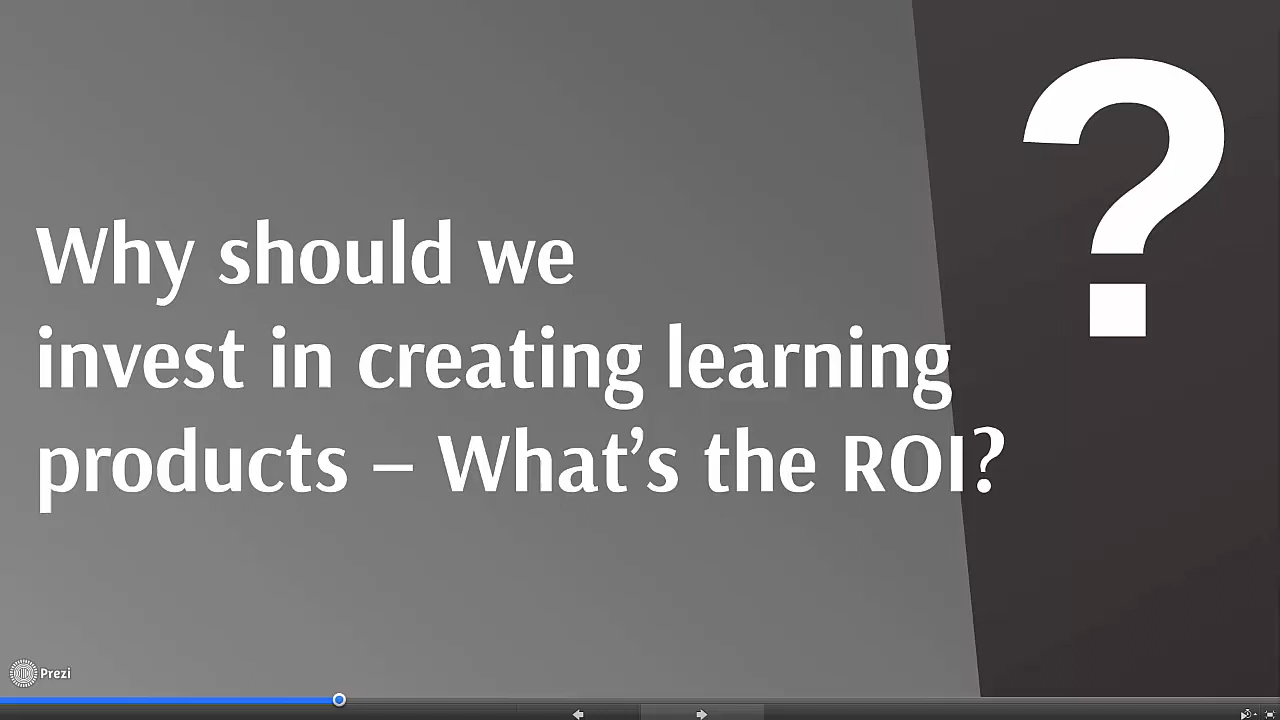 ?
Why should we
invest in creating learning
products – What’s the ROI?
Prezi